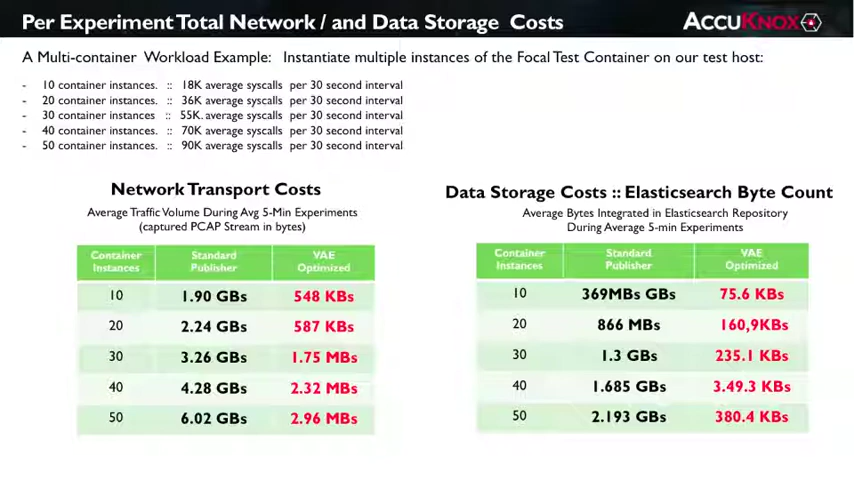 Per Experiment Total Network / and Data Storage Costs
ACCUKNOX
A Multi-container Workload Example: Instantiate multiple instances of the Focal Test Container on our test host:
- 10 container instances. :: 18K average syscalls per 30 second interval
- 20 container instances. :: 36K average syscalls per 30 second interval
- 30 container instances :: 55K. average syscalls per 30 second interval
- 40 container instances. :: 70K average syscalls per 30 second interval
- 50 container instances. :: 90K average syscalls per 30 second interval
Network Transport Costs
Average Traffic Volume During Avg 5-Min Experiments
(captured PCAP Stream in bytes)
Container Instances Standard Publisher VAE Optimized
10 1.90 GBs 548 KBs
20 2.24 GBs 587 KBs
30 3.26 GBs 1.75 MBs
40 4.28 GBs 2.32 MBs
50 6.02 GBs 2.96 MBs
Data Storage Costs :: Elasticsearch Byte Count
Average Bytes Integrated in Elasticsearch Repository
During Average 5-min Experiments
Container Instances Standard Publisher VAE Optimized
10 369MBs GBs 75.6 KBs
20 866 MBs 160,9KBs
30 1.3 GBs 235.1 KBs
40 1.685 GBs 3.49.3 KBs
50 2.193 GBs 380.4 KBs